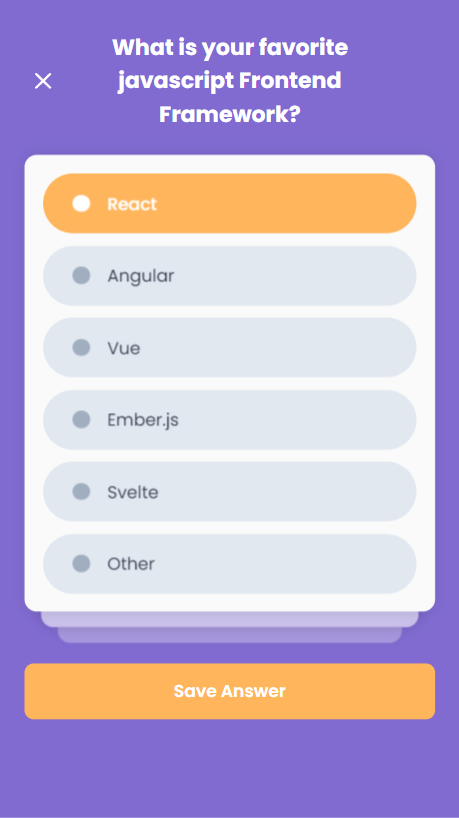 What is your favorite
javascript Frontend
Framework?
React
Angular
Vue
Ember.js
Svelte
Other
Save Answer